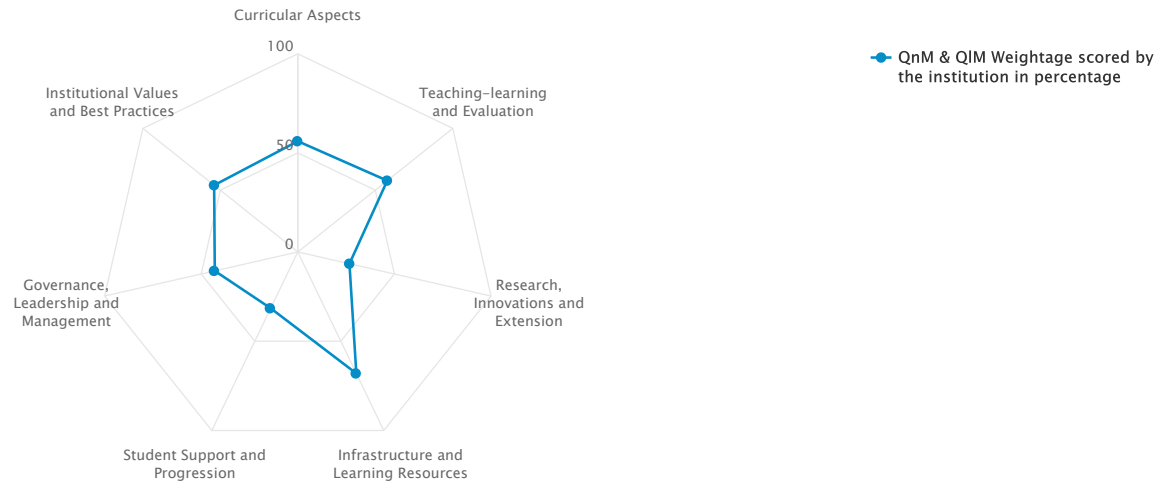 Curricular Aspects
100
50
0
Teaching-learning
and Evaluation
Research,
Innovations and
Extension
Infrastructure and
Learning Resources
Student Support and
Progression
Governance,
Leadership and
Management
Institutional Values
and Best Practices
QnM & QlM Weightage scored by
the institution in percentage